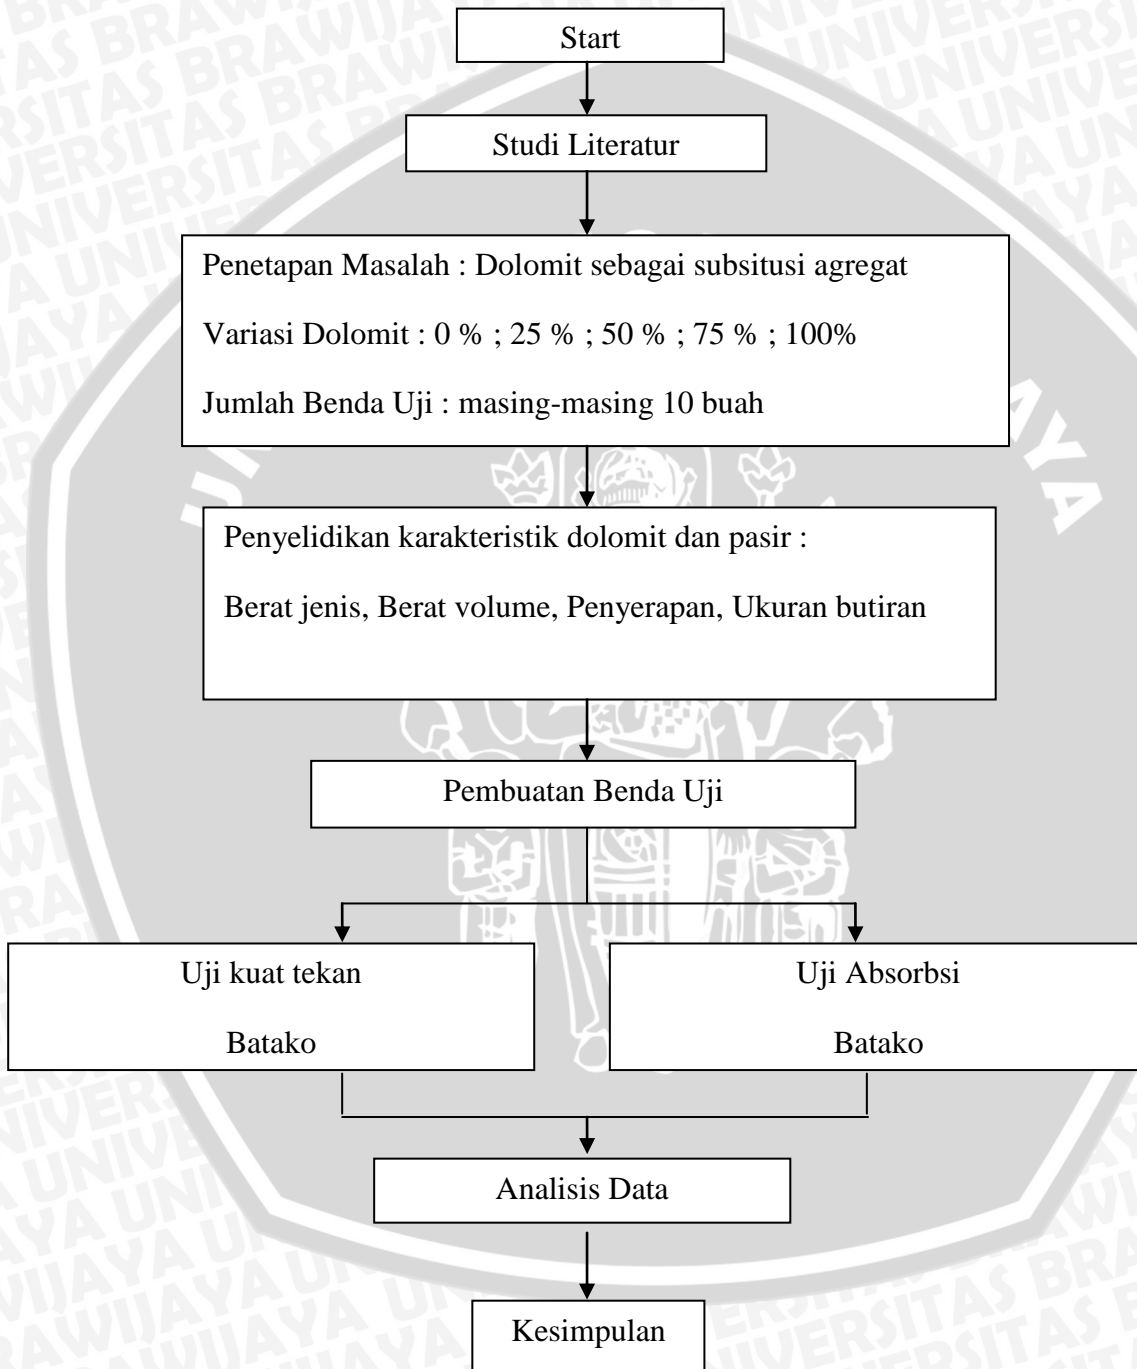 Start
Studi Literatur
Penetapan Masalah : Dolomit sebagai subsitusi agregat
Variasi Dolomit : 0 % ; 25 % ; 50 % ; 75 % ; 100%
Jumlah Benda Uji : masing-masing 10 buah
Penyelidikan karakteristik dolomit dan pasir :
Berat jenis, Berat volume, Penyerapan, Ukuran butiran
Pembuatan Benda Uji
Uji kuat tekan
Batako
Uji Absorbsi
Batako
Analisis Data
Kesimpulan